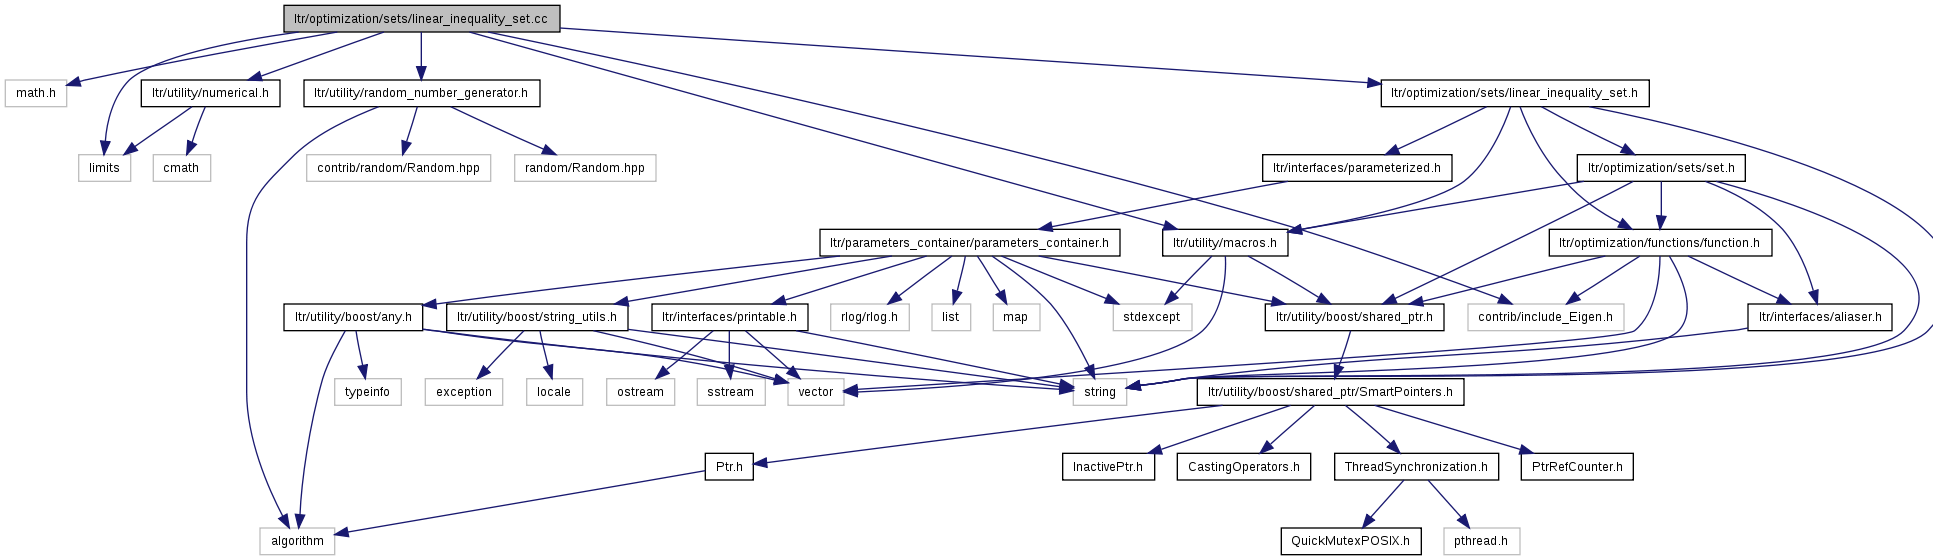 ltr/optimization/sets/linear_inequality_set.cc
math.h
ltr/utility/numerical.h
ltr/utility/random_number_generator.h
ltr/optimization/sets/linear_inequality_set.h
limits
cmath
contrib/random/Random.hpp
random/Random.hpp
ltr/interfaces/parameterized.h
ltr/optimization/sets/set.h
ltr/parameters_container/parameters_container.h
ltr/utility/macros.h
ltr/optimization/functions/function.h
ltr/utility/boost/any.h
ltr/utility/boost/string_utils.h
ltr/interfaces/printable.h
rlog/rlog.h
list
map
stdexcept
ltr/utility/boost/shared_ptr.h
contrib/include_Eigen.h
ltr/interfaces/aliaser.h
typeinfo
exception
locale
ostream
sstream
vector
string
ltr/utility/boost/shared_ptr/SmartPointers.h
Ptr.h
InactivePtr.h
CastingOperators.h
ThreadSynchronization.h
PtrRefCounter.h
algorithm
QuickMutexPOSIX.h
pthread.h